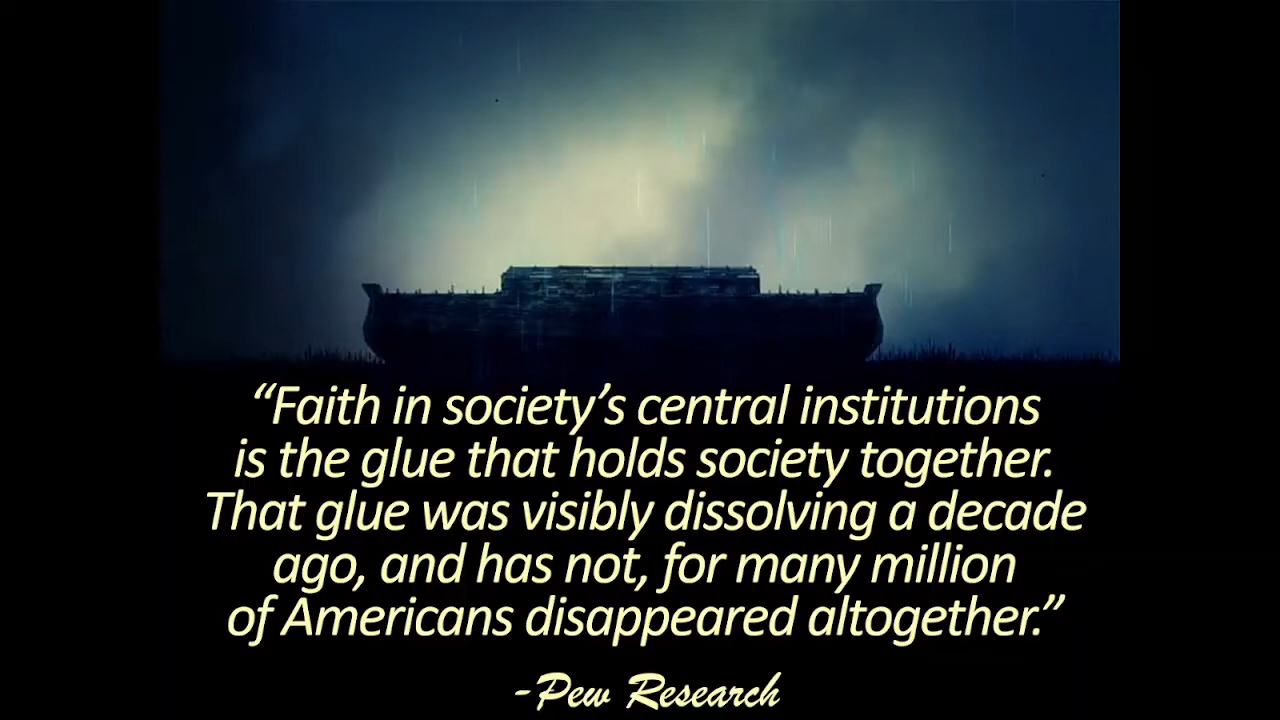 “Faith in society’s central institutions
is the glue that holds society together.
That glue was visibly dissolving a decade
ago, and has not, for many million
of Americans disappeared altogether.”
-Pew Research